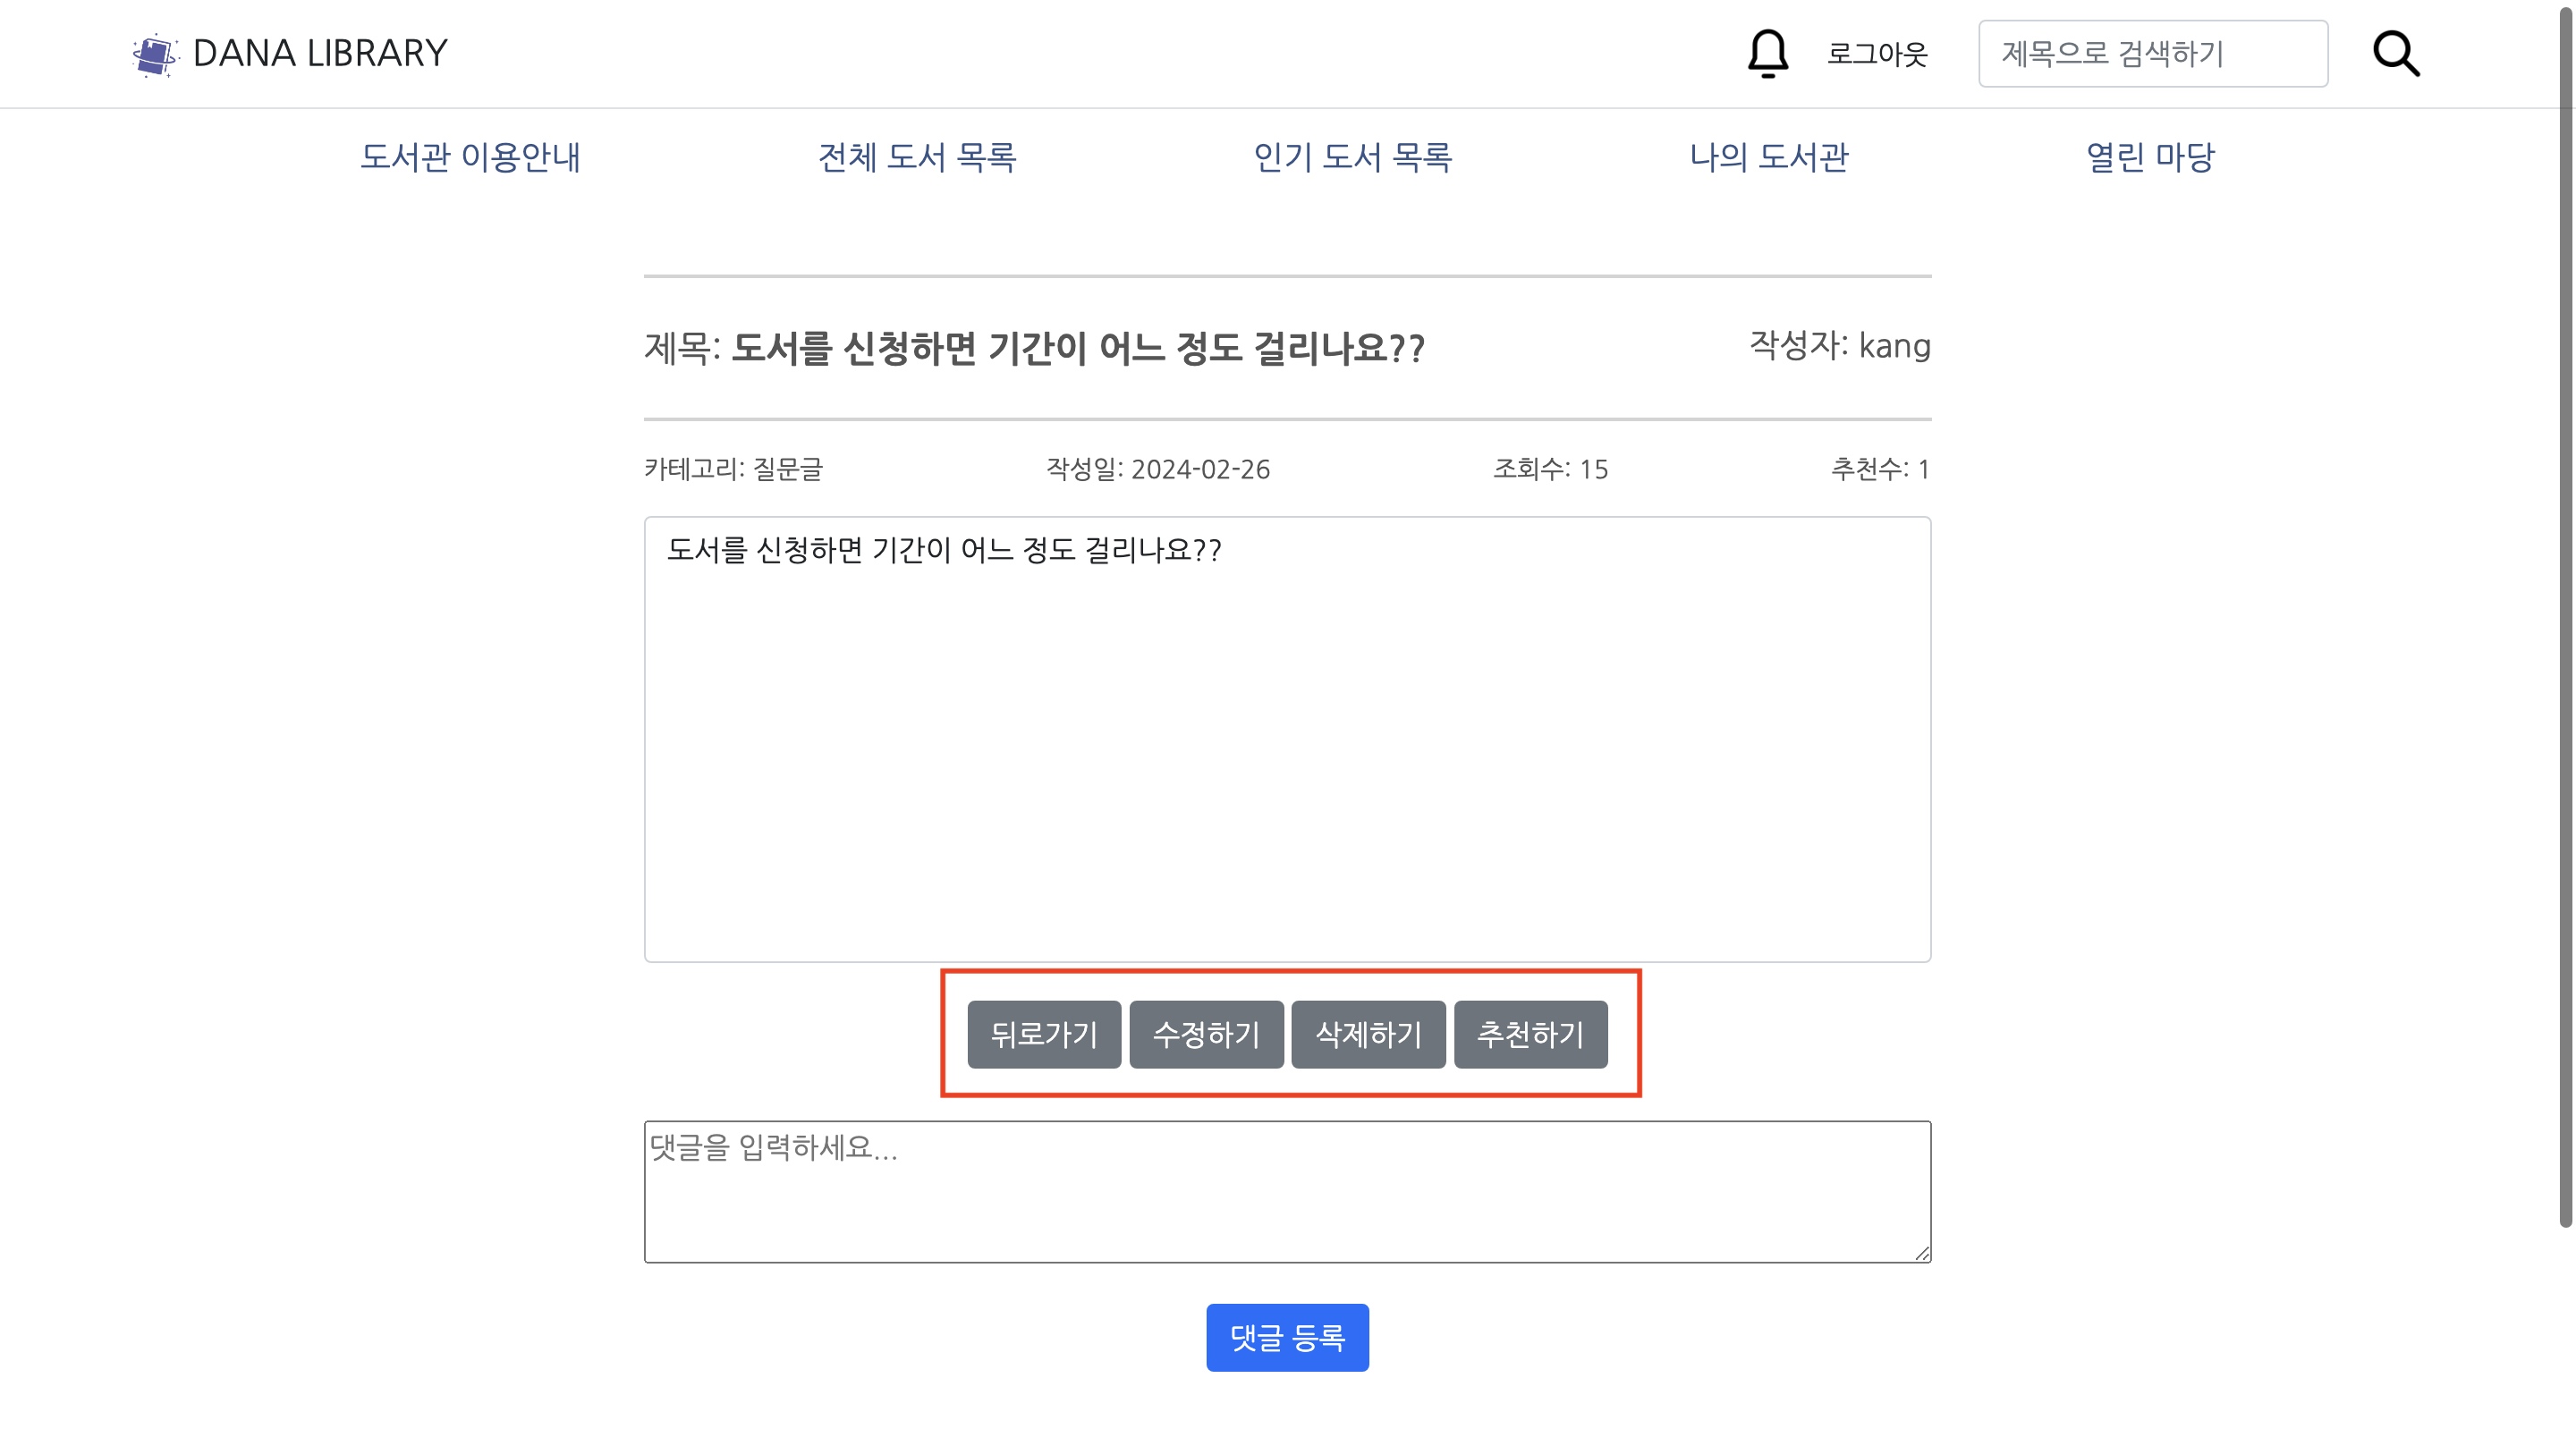 DANA LIBRARY
로그아웃
제목으로 검색하기
도서관 이용안내 전체 도서 목록 인기 도서 목록 나의 도서관 열린 마당
제목: 도서를 신청하면 기간이 어느 정도 걸리나요?? 작성자: kang
카테고리: 질문글 작성일: 2024-02-26 조회수: 15 추천수: 1
도서를 신청하면 기간이 어느 정도 걸리나요??
뒤로가기 수정하기 삭제하기 추천하기
댓글을 입력하세요...
댓글 등록